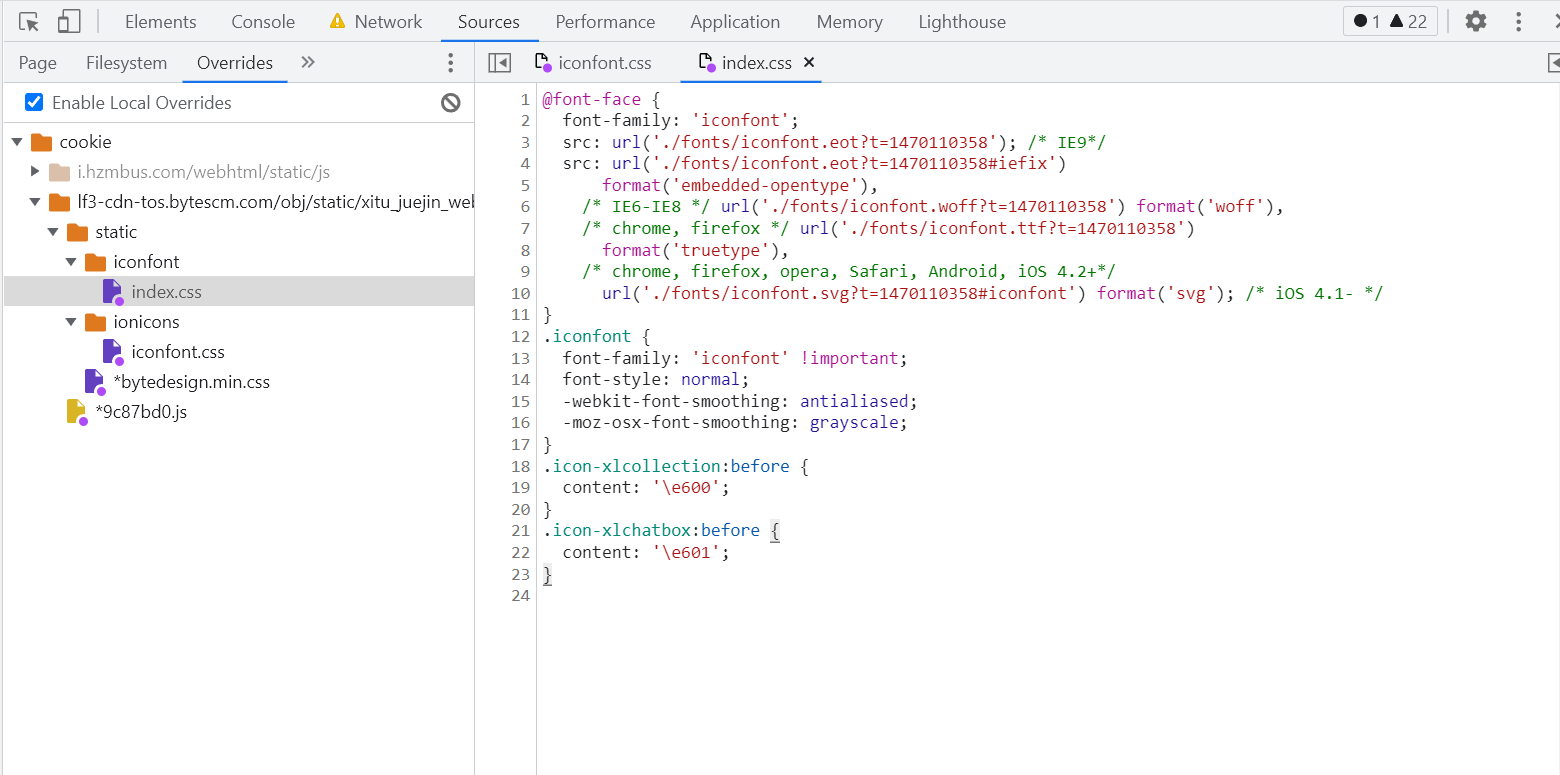 Elements Console Network Sources Performance Application Memory Lighthouse 1 22
Page Filesystem Overrides » iconfont.css index.css ×
Enable Local Overrides
cookie
i.hzmbus.com/webhtml/static/js
lf3-cdn-tos.bytescm.com/obj/static/xitu_juejin_wel
static
iconfont
index.css
ionicons
iconfont.css
*bytedesign.min.css
*9c87bd0.js
1 @font-face {
2 font-family: 'iconfont';
3 src: url('./fonts/iconfont.eot?t=1470110358'); /* IE9*/
4 src: url('./fonts/iconfont.eot?t=1470110358#iefix')
5 format('embedded-opentype'),
6 /* IE6-IE8 */ url('./fonts/iconfont.woff?t=1470110358') format('woff'),
7 /* chrome, firefox */ url('./fonts/iconfont.ttf?t=1470110358')
8 format('truetype'),
9 /* chrome, firefox, opera, Safari, Android, iOS 4.2+*/
10 url('./fonts/iconfont.svg?t=1470110358#iconfont') format('svg'); /* iOS 4.1- */
11 }
12 .iconfont {
13 font-family: 'iconfont' !important;
14 font-style: normal;
15 -webkit-font-smoothing: antialiased;
16 -moz-osx-font-smoothing: grayscale;
17 }
18 .icon-xlcollection:before {
19 content: '\e600';
20 }
21 .icon-xlchatbox:before {
22 content: '\e601';
23 }
24